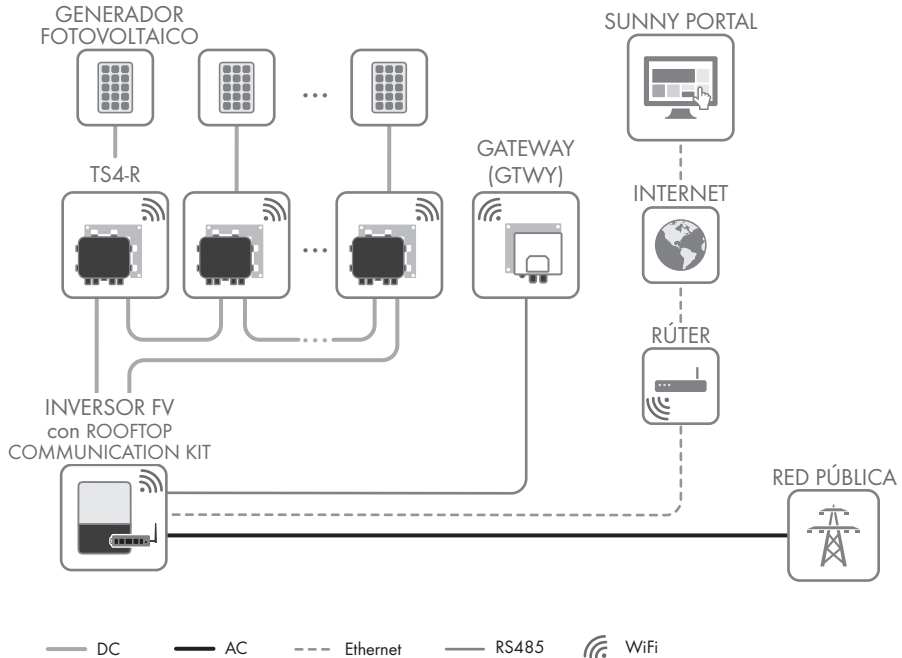 GENERADOR
FOTOVOLTAICO
SUNNY PORTAL
TS4-R
GATEWAY
(GTWY)
INTERNET
RÚTER
INVERSOR FV
con ROOFTOP
COMMUNICATION KIT
RED PÚBLICA
DC
AC
Ethernet
RS485
WiFi